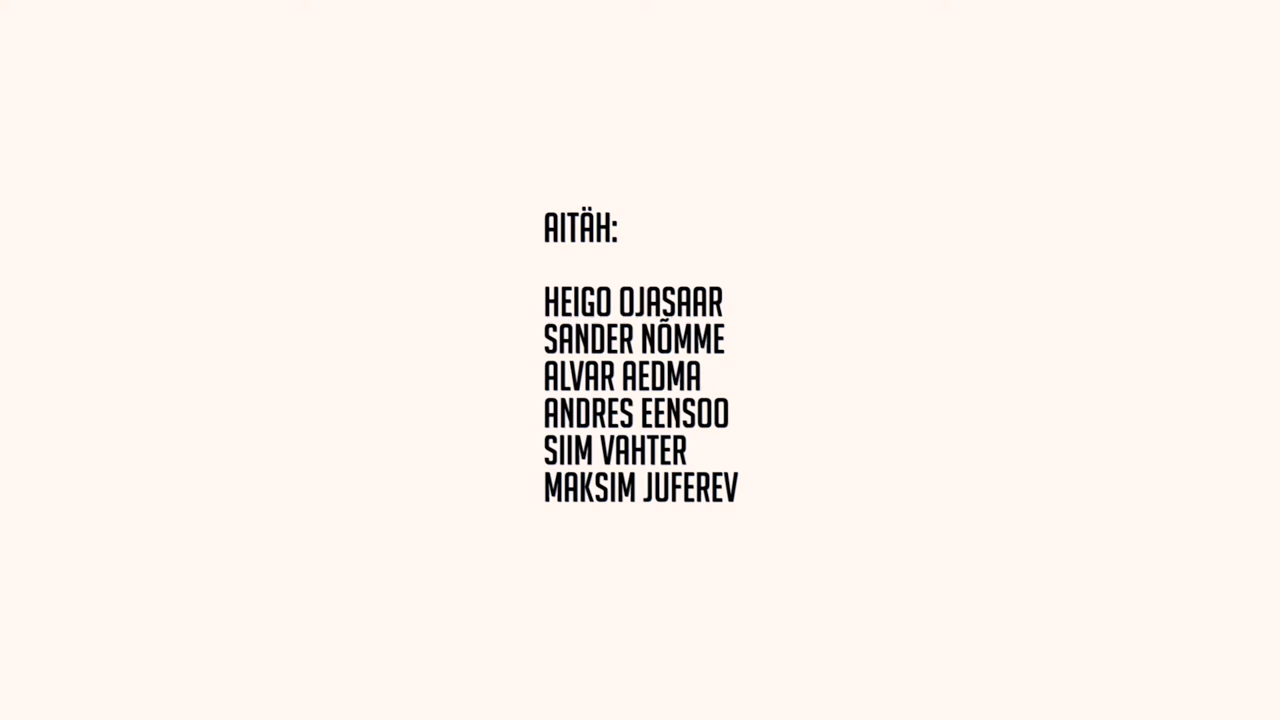 AITÄH:
HEIGO OJASAAR
SANDER NÕMME
ALVAR AEDMA
ANDRES EENSOO
SIIM VAHTER
MAKSIM JUFEREV